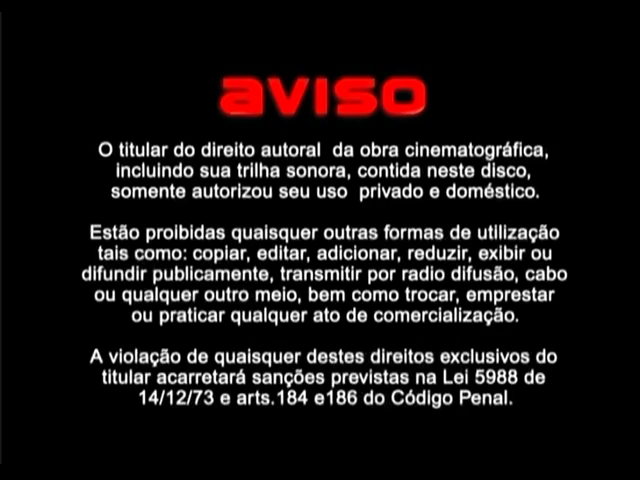 aviso
O titular do direito autoral da obra cinematográfica,
incluindo sua trilha sonora, contida neste disco,
somente autorizou seu uso privado e doméstico.
Estão proibidas quaisquer outras formas de utilização
tais como: copiar, editar, adicionar, reduzir, exibir ou
difundir publicamente, transmitir por radio difusão, cabo
ou qualquer outro meio, bem como trocar, emprestar
ou praticar qualquer ato de comercialização.
A violação de quaisquer destes direitos exclusivos do
titular acarretará sanções previstas na Lei 5988 de
14/12/73 e arts.184 e186 do Código Penal.